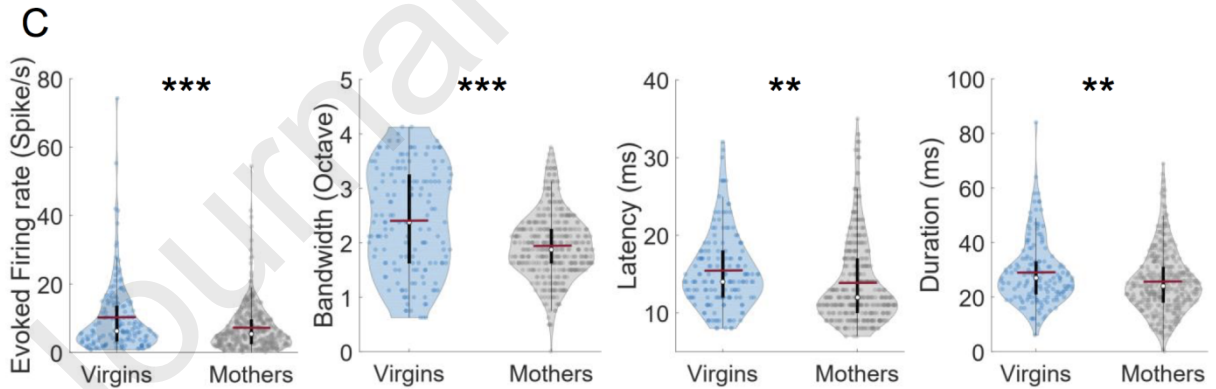 C
Evoked Firing rate (Spike/s)
80
60
40
20
0
***
Virgins
Mothers
Bandwidth (Octave)
5
4
3
2
1
0
***
Virgins
Mothers
Latency (ms)
40
30
20
10
**
Virgins
Mothers
Duration (ms)
100
80
60
40
20
0
**
Virgins
Mothers
Journal